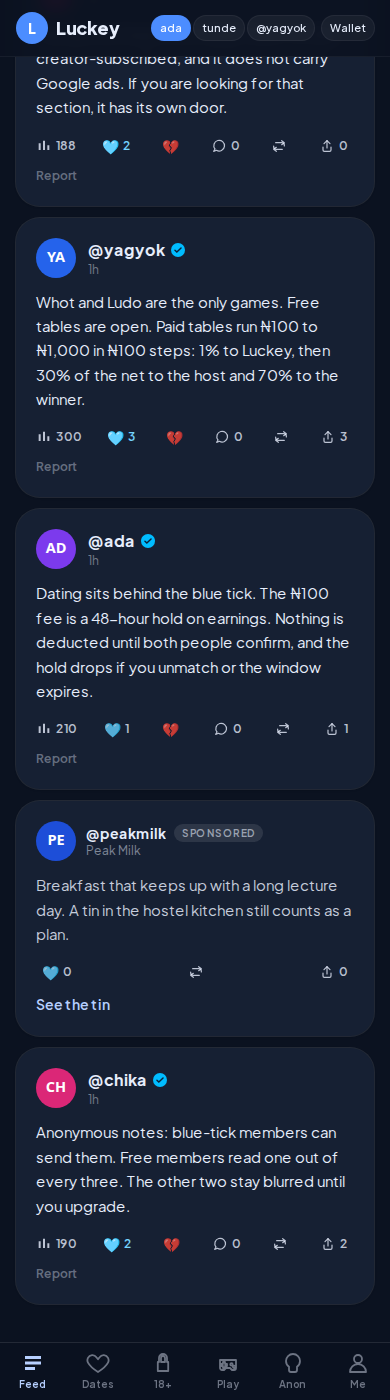 L Luckey ada tunde @yagyok Wallet
creator-subscribed, and it does not carry
Google ads. If you are looking for that
section, it has its own door.
188 2 0 0
Report
YA @yagyok
1h
Whot and Ludo are the only games. Free
tables are open. Paid tables run ₦100 to
₦1,000 in ₦100 steps: 1% to Luckey, then
30% of the net to the host and 70% to the
winner.
300 3 0 3
Report
AD @ada
1h
Dating sits behind the blue tick. The ₦100
fee is a 48-hour hold on earnings. Nothing is
deducted until both people confirm, and the
hold drops if you unmatch or the window
expires.
210 1 0 1
Report
PE @peakmilk SPONSORED
Peak Milk
Breakfast that keeps up with a long lecture
day. A tin in the hostel kitchen still counts as a
plan.
0 0
See the tin
CH @chika
1h
Anonymous notes: blue-tick members can
send them. Free members read one out of
every three. The other two stay blurred until
you upgrade.
190 2 0 2
Report
Feed Dates 18+ Play Anon Me